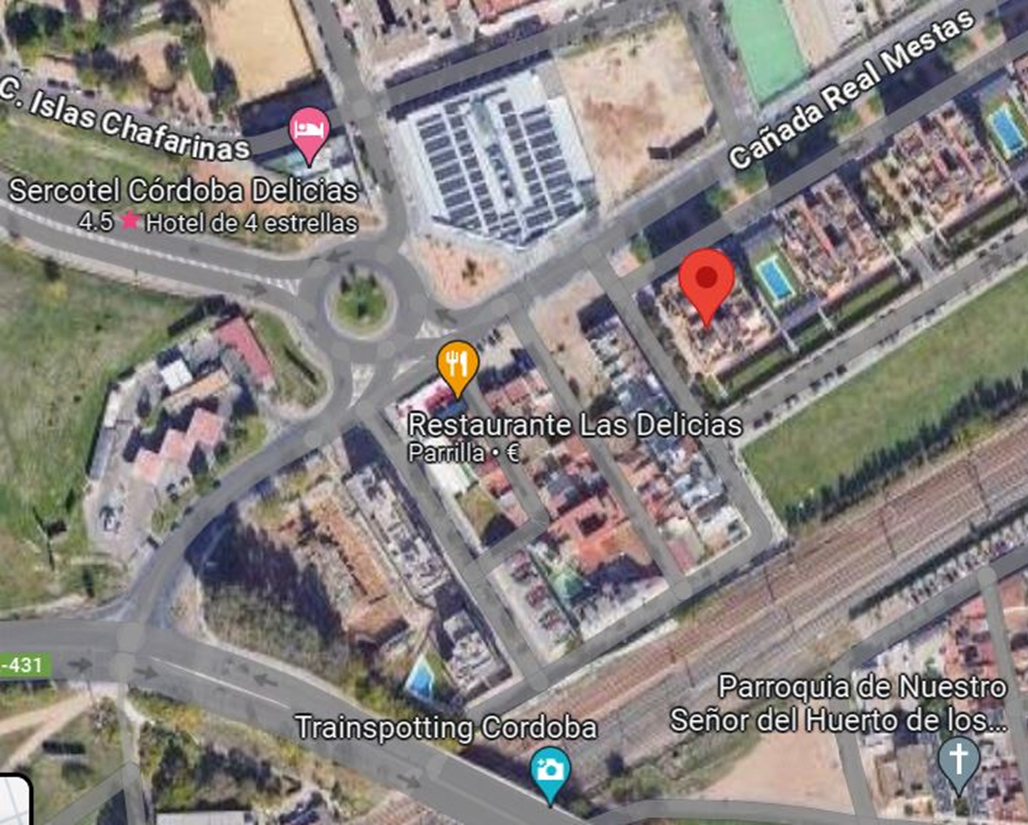 C. Islas Chafarinas
Cañada Real Mestas
Sercotel Córdoba Delicias
4.5 ★ Hotel de 4 estrellas
Restaurante Las Delicias
Parrilla • €
-431
Parroquia de Nuestro
Señor del Huerto de los...
Trainspotting Cordoba